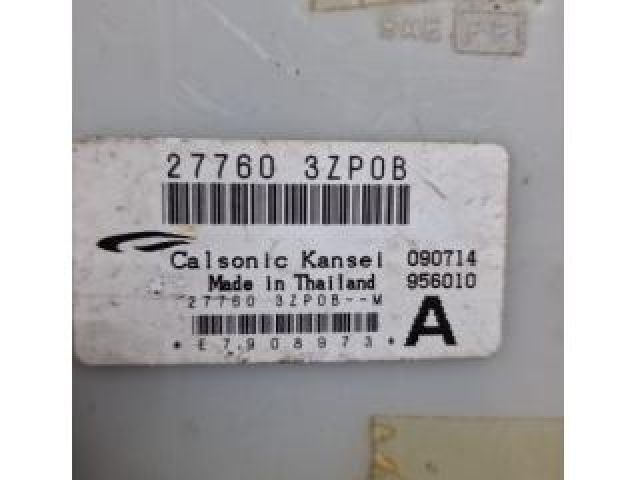 27760 3ZP0B
Calsonic Kansei 090714
Made in Thailand 956010
27760 3ZP0B--M
A
*E7908973*